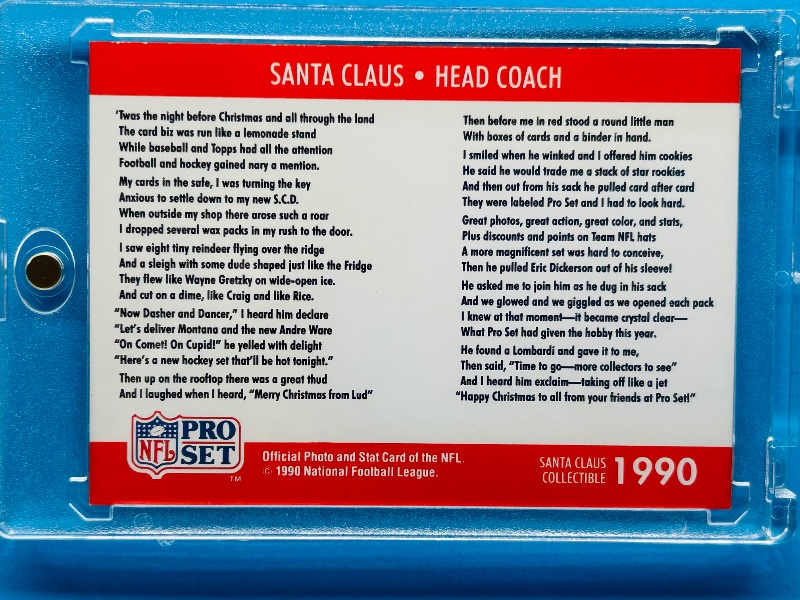 SANTA CLAUS • HEAD COACH
'Twas the night before Christmas and all through the land
The card biz was run like a lemonade stand
While baseball and Topps had all the attention
Football and hockey gained nary a mention.
My cards in the safe, I was turning the key
Anxious to settle down to my new S.C.D.
When outside my shop there arose such a roar
I dropped several wax packs in my rush to the door.
I saw eight tiny reindeer flying over the ridge
And a sleigh with some dude shaped just like the Fridge
They flew like Wayne Gretzky on wide-open ice.
And cut on a dime, like Craig and like Rice.
"Now Dasher and Dancer," I heard him declare
"Let's deliver Montana and the new Andre Ware
"On Comet! On Cupid!" he yelled with delight
"Here's a new hockey set that'll be hot tonight."
Then up on the rooftop there was a great thud
And I laughed when I heard, "Merry Christmas from Lud"
Then before me in red stood a round little man
With boxes of cards and a binder in hand.
I smiled when he winked and I offered him cookies
He said he would trade me a stack of star rookies
And then out from his sack he pulled card after card
They were labeled Pro Set and I had to look hard.
Great photos, great action, great color, and stats,
Plus discounts and points on Team NFL hats
A more magnificent set was hard to conceive,
Then he pulled Eric Dickerson out of his sleeve!
He asked me to join him as he dug in his sack
And we glowed and we giggled as we opened each pack
I knew at that moment—it became crystal clear—
What Pro Set had given the hobby this year.
He found a Lombardi and gave it to me,
Then said, "Time to go—more collectors to see"
And I heard him exclaim—taking off like a jet
"Happy Christmas to all from your friends at Pro Set!"
NFL PRO SET TM
Official Photo and Stat Card of the NFL.
© 1990 National Football League.
SANTA CLAUS
COLLECTIBLE 1990